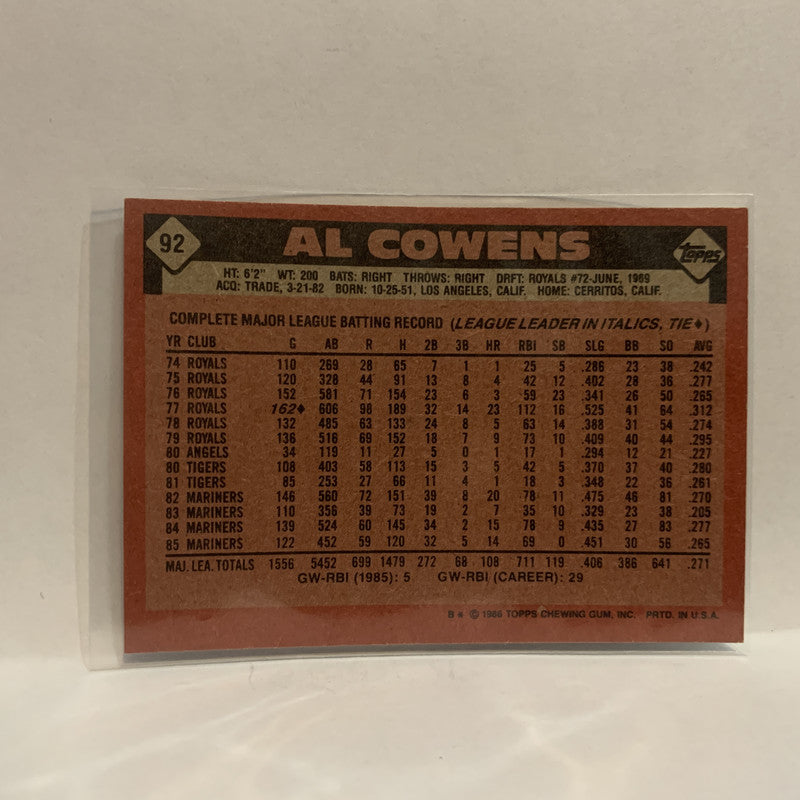 92
AL COWENS
topps
HT: 6'2" WT: 200 BATS: RIGHT THROWS: RIGHT DRFT: ROYALS #72-JUNE, 1969
ACQ: TRADE, 3-21-82 BORN: 10-25-51, LOS ANGELES, CALIF. HOME: CERRITOS, CALIF.
COMPLETE MAJOR LEAGUE BATTING RECORD (LEAGUE LEADER IN ITALICS, TIE♦)
YR CLUB G AB R H 2B 3B HR RBI SB SLG BB SO AVG
74 ROYALS 110 269 28 65 7 1 1 25 5 .286 23 38 .242
75 ROYALS 120 328 44 91 13 8 4 42 12 .402 28 36 .277
76 ROYALS 152 581 71 154 23 6 3 59 23 .341 26 50 .265
77 ROYALS 162♦ 606 98 189 32 14 23 112 16 .525 41 64 .312
78 ROYALS 132 485 63 133 24 8 5 63 14 .388 31 54 .274
79 ROYALS 136 516 69 152 18 7 9 73 10 .409 40 44 .295
80 ANGELS 34 119 11 27 5 0 1 17 1 .294 12 21 .227
80 TIGERS 108 403 58 113 15 3 5 42 5 .370 37 40 .280
81 TIGERS 85 253 27 66 11 4 1 18 3 .348 22 36 .261
82 MARINERS 146 560 72 151 39 8 20 78 11 .475 46 81 .270
83 MARINERS 110 356 39 73 19 2 7 35 10 .329 23 38 .205
84 MARINERS 139 524 60 145 34 2 15 78 9 .435 27 83 .277
85 MARINERS 122 452 59 120 32 5 14 69 0 .451 30 56 .265
MAJ. LEA. TOTALS 1556 5452 699 1479 272 68 108 711 119 .406 386 641 .271
GW-RBI (1985): 5 GW-RBI (CAREER): 29
B* © 1986 TOPPS CHEWING GUM, INC. PRTD. IN U.S.A.